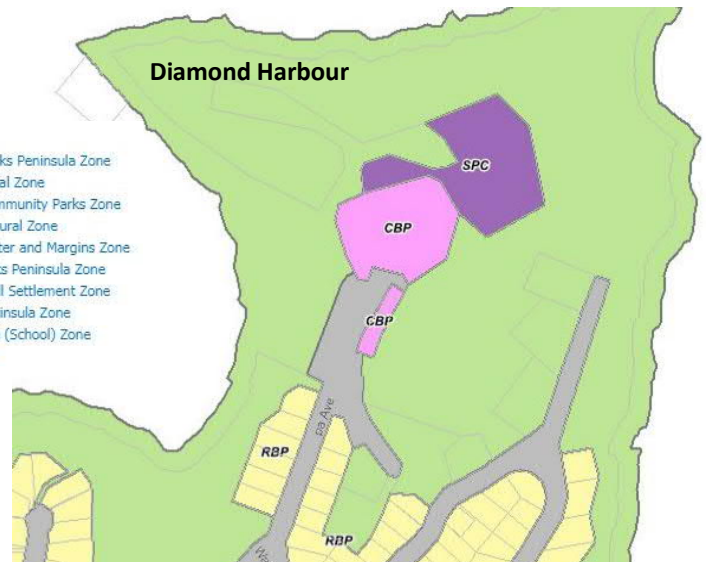 Diamond Harbour
ks Peninsula Zone
al Zone
mmunity Parks Zone
ural Zone
ter and Margins Zone
s Peninsula Zone
ll Settlement Zone
insula Zone
(School) Zone
SPC
CBP
CBP
pa Ave
RBP
RBP